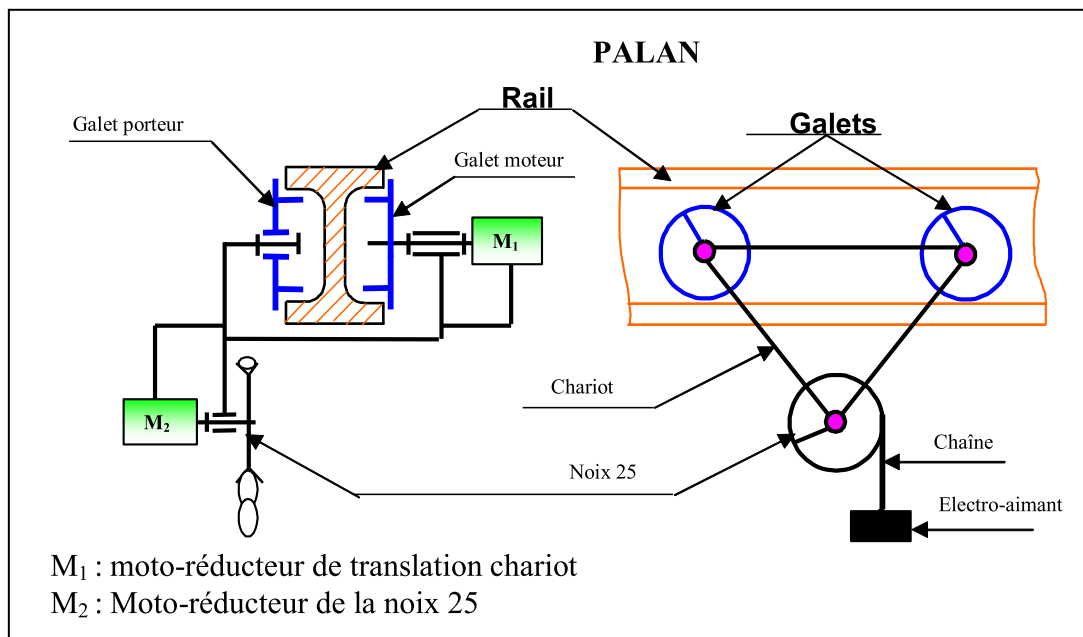 PALAN
Rail
Galet porteur
Galet moteur
Galets
M₁
M₂
Chariot
Noix 25
Chaîne
Electro-aimant
M₁ : moto-réducteur de translation chariot
M₂ : Moto-réducteur de la noix 25